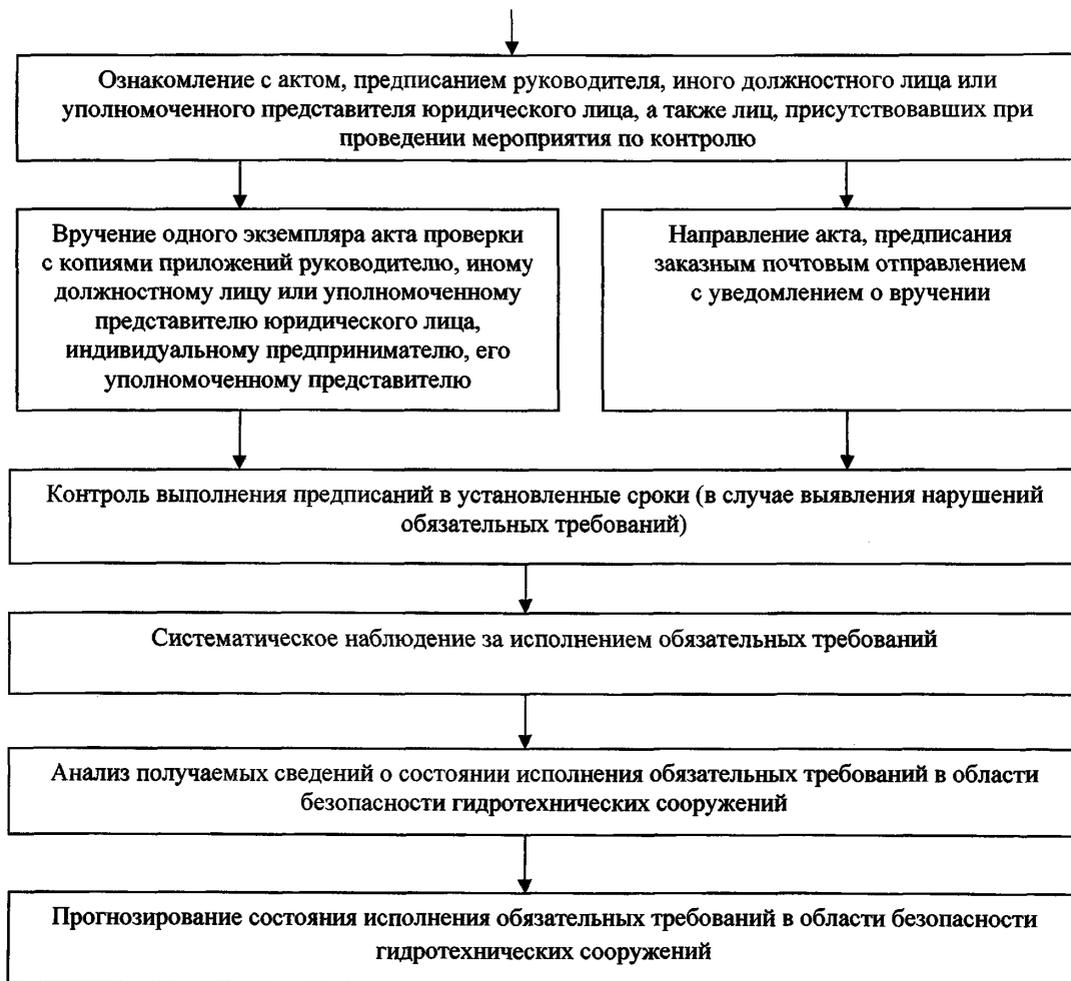 Ознакомление с актом, предписанием руководителя, иного должностного лица или
уполномоченного представителя юридического лица, а также лиц, присутствовавших при
проведении мероприятия по контролю
Вручение одного экземпляра акта проверки
с копиями приложений руководителю, иному
должностному лицу или уполномоченному
представителю юридического лица,
индивидуальному предпринимателю, его
уполномоченному представителю
Направление акта, предписания
заказным почтовым отправлением
с уведомлением о вручении
Контроль выполнения предписаний в установленные сроки (в случае выявления нарушений
обязательных требований)
Систематическое наблюдение за исполнением обязательных требований
Анализ получаемых сведений о состоянии исполнения обязательных требований в области
безопасности гидротехнических сооружений
Прогнозирование состояния исполнения обязательных требований в области безопасности
гидротехнических сооружений